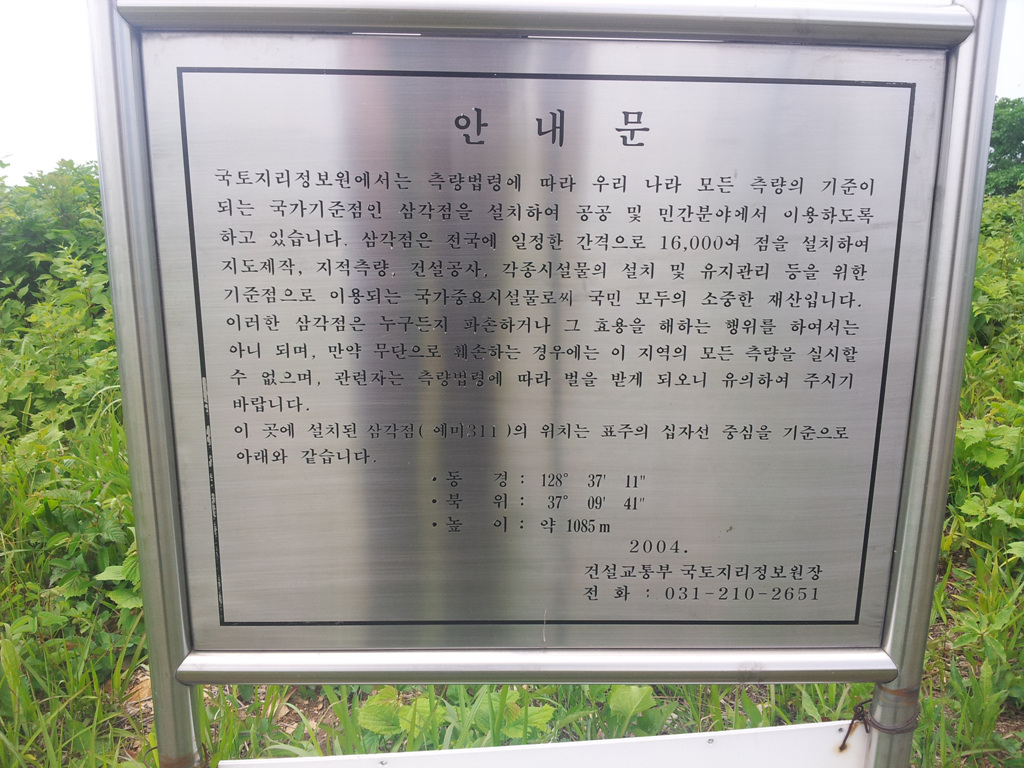 안 내 문
국토지리정보원에서는 측량법령에 따라 우리 나라 모든 측량의 기준이
되는 국가기준점인 삼각점을 설치하여 공공 및 민간분야에서 이용하도록
하고 있습니다. 삼각점은 전국에 일정한 간격으로 16,000여 점을 설치하여
지도제작, 지적측량, 건설공사, 각종시설물의 설치 및 유지관리 등을 위한
기준점으로 이용되는 국가중요시설물로써 국민 모두의 소중한 재산입니다.
이러한 삼각점은 누구든지 파손하거나 그 효용을 해하는 행위를 하여서는
아니 되며, 만약 무단으로 훼손하는 경우에는 이 지역의 모든 측량을 실시할
수 없으며, 관련자는 측량법령에 따라 벌을 받게 되오니 유의하여 주시기
바랍니다.
이 곳에 설치된 삼각점( 예미311 )의 위치는 표주의 십자선 중심을 기준으로
아래와 같습니다.
· 동 경 : 128° 37' 11"
· 북 위 : 37° 09' 41"
· 높 이 : 약 1085 m
2004.
건설교통부 국토지리정보원장
전 화 : 031-210-2651